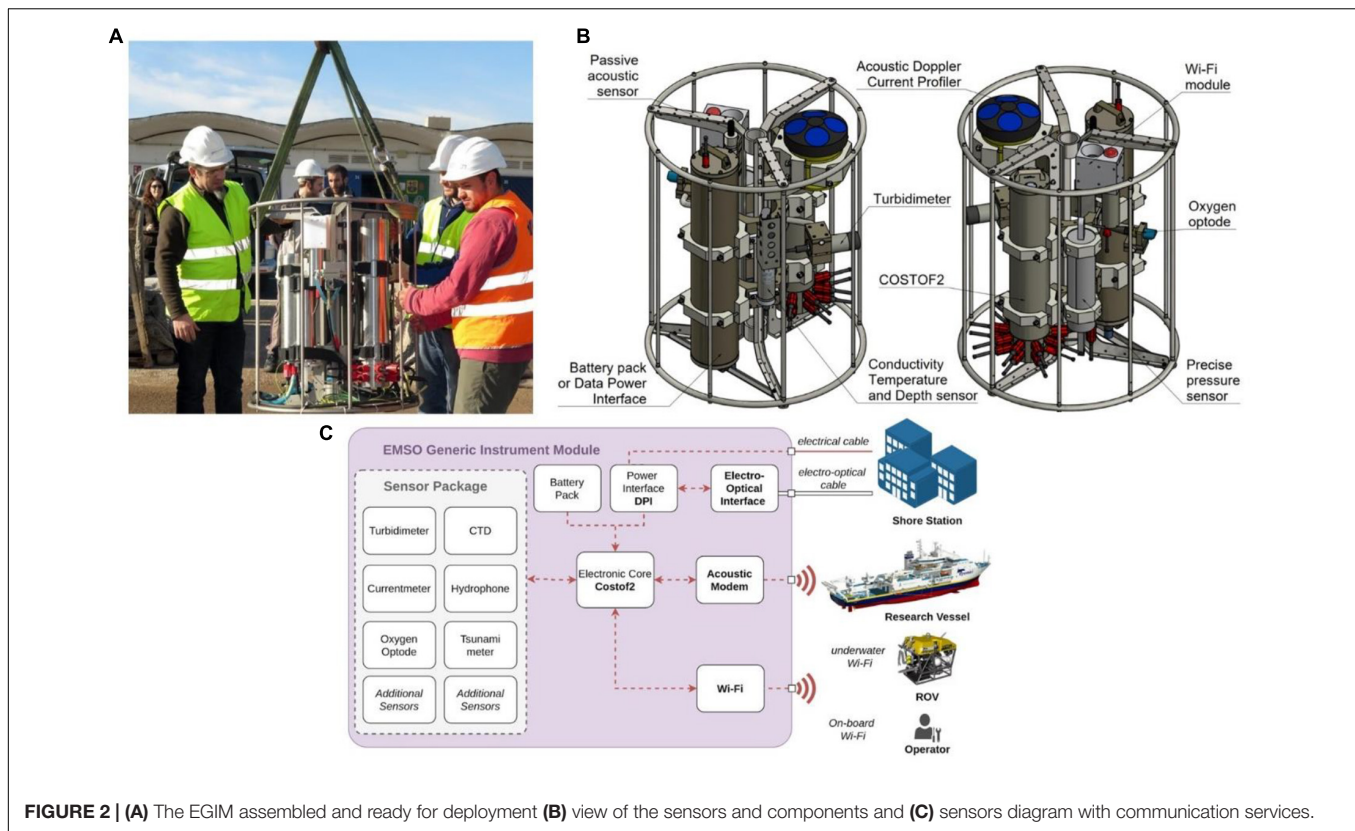 A
B
Passive
acoustic
sensor
Acoustic Doppler
Current Profiler
Wi-Fi
module
Turbidimeter
Oxygen
optode
COSTOF2
Battery pack
or Data Power
Interface
Conductivity
Temperature
and Depth sensor
Precise
pressure
sensor
C
EMSO Generic Instrument Module
Sensor Package
Turbidimeter
CTD
Currentmeter
Hydrophone
Oxygen
Optode
Tsunami
meter
Additional
Sensors
Additional
Sensors
Battery
Pack
Power
Interface
DPI
Electro-
Optical
Interface
Electronic Core
Costof2
Acoustic
Modem
Wi-Fi
electrical cable
electro-optical
cable
Shore Station
Research Vessel
underwater
Wi-Fi
ROV
On-board
Wi-Fi
Operator
FIGURE 2 | (A) The EGIM assembled and ready for deployment (B) view of the sensors and components and (C) sensors diagram with communication services.